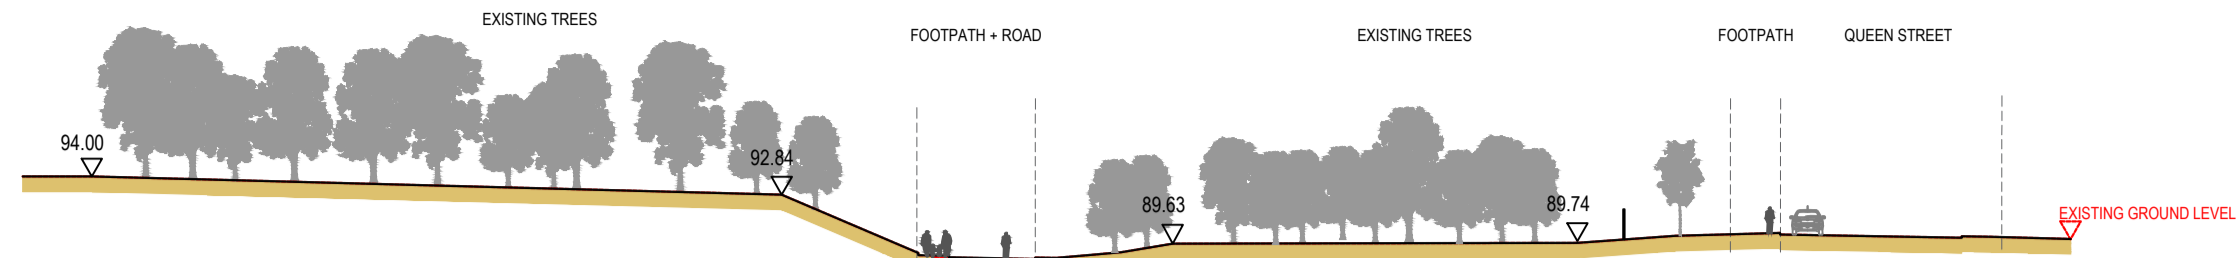 EXISTING TREES
FOOTPATH + ROAD
EXISTING TREES
FOOTPATH
QUEEN STREET
94.00
92.84
89.63
89.74
EXISTING GROUND LEVEL